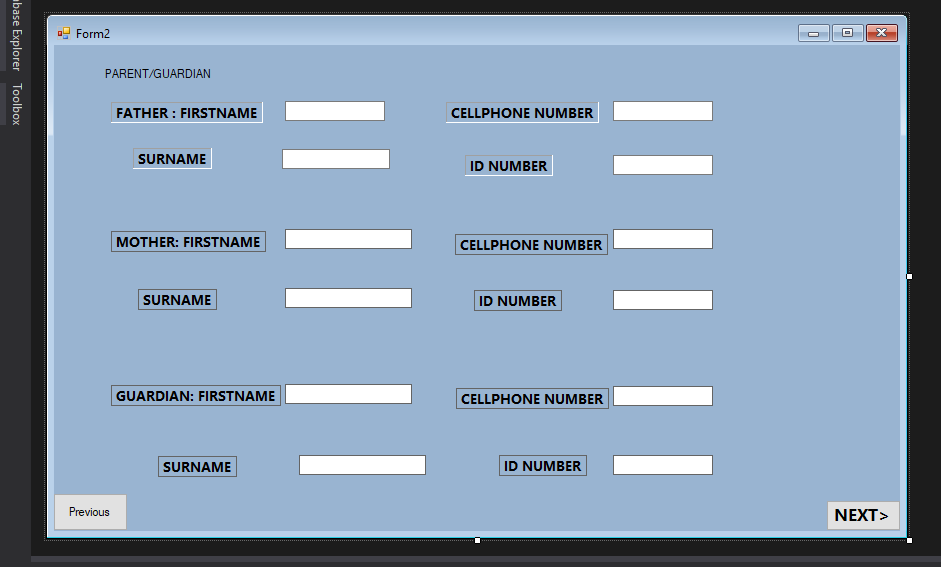 base Explorer
Toolbox
Form2
PARENT/GUARDIAN
FATHER : FIRSTNAME CELLPHONE NUMBER
SURNAME ID NUMBER
MOTHER: FIRSTNAME CELLPHONE NUMBER
SURNAME ID NUMBER
GUARDIAN: FIRSTNAME CELLPHONE NUMBER
SURNAME ID NUMBER
Previous NEXT>